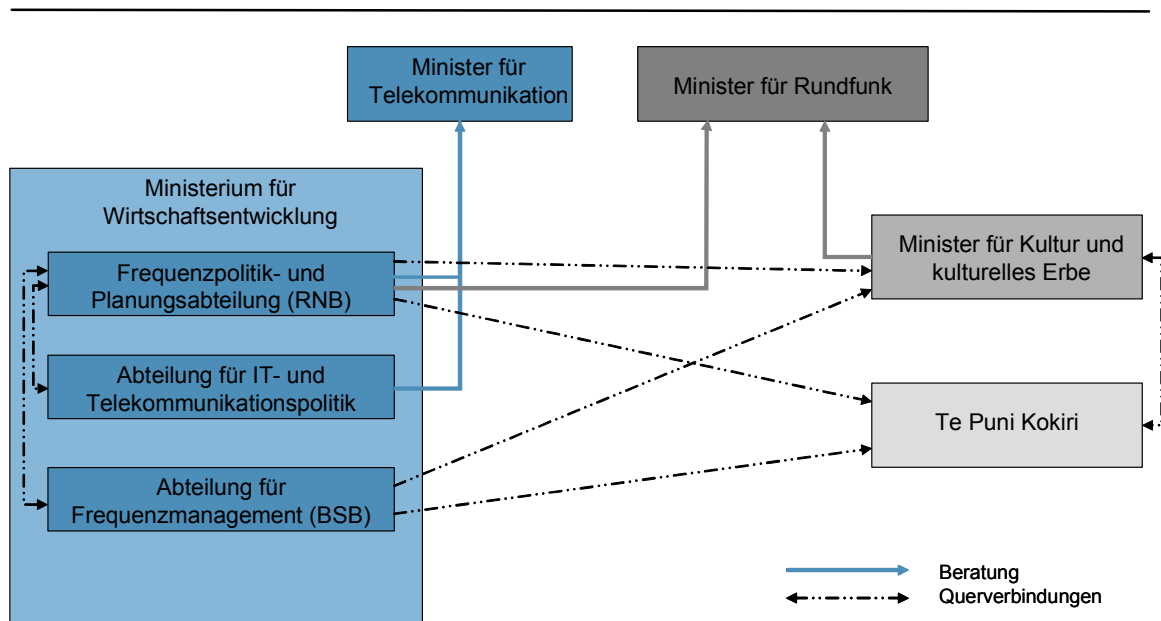 Minister für
Telekommunikation
Minister für Rundfunk
Ministerium für
Wirtschaftsentwicklung
Frequenzpolitik- und
Planungsabteilung (RNB)
Minister für Kultur und
kulturelles Erbe
Abteilung für IT- und
Telekommunikationspolitik
Te Puni Kokiri
Abteilung für
Frequenzmanagement (BSB)
Beratung
Querverbindungen